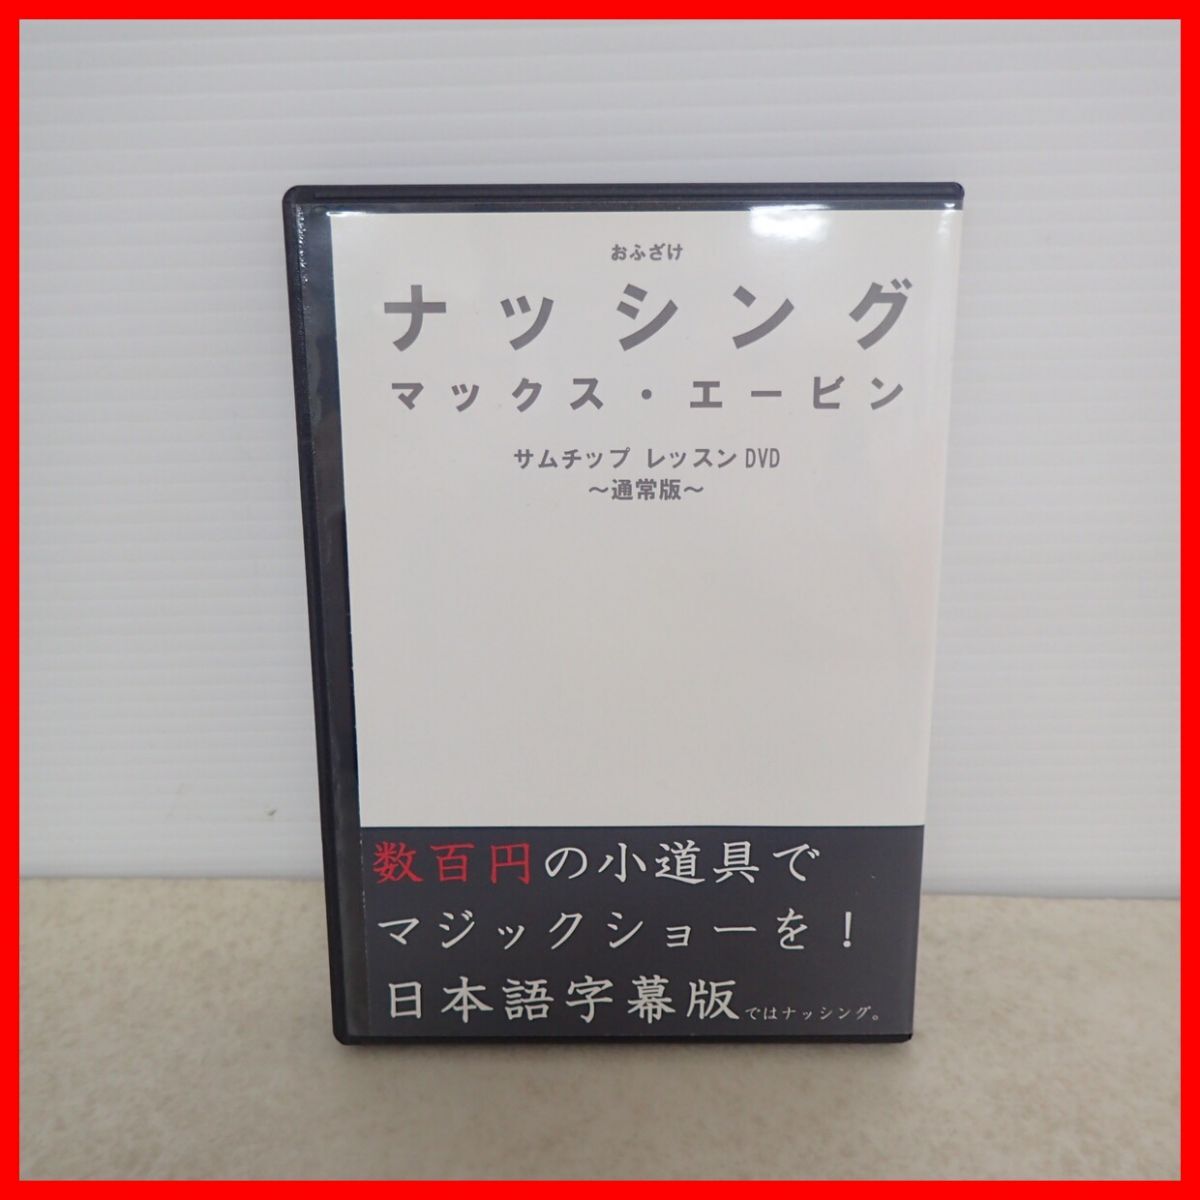 おふざけ
ナッシング
マックス・エービン
サムチップ レッスンDVD
～通常版～
数百円の小道具で
マジックショーを！
日本語字幕版ではナッシング。